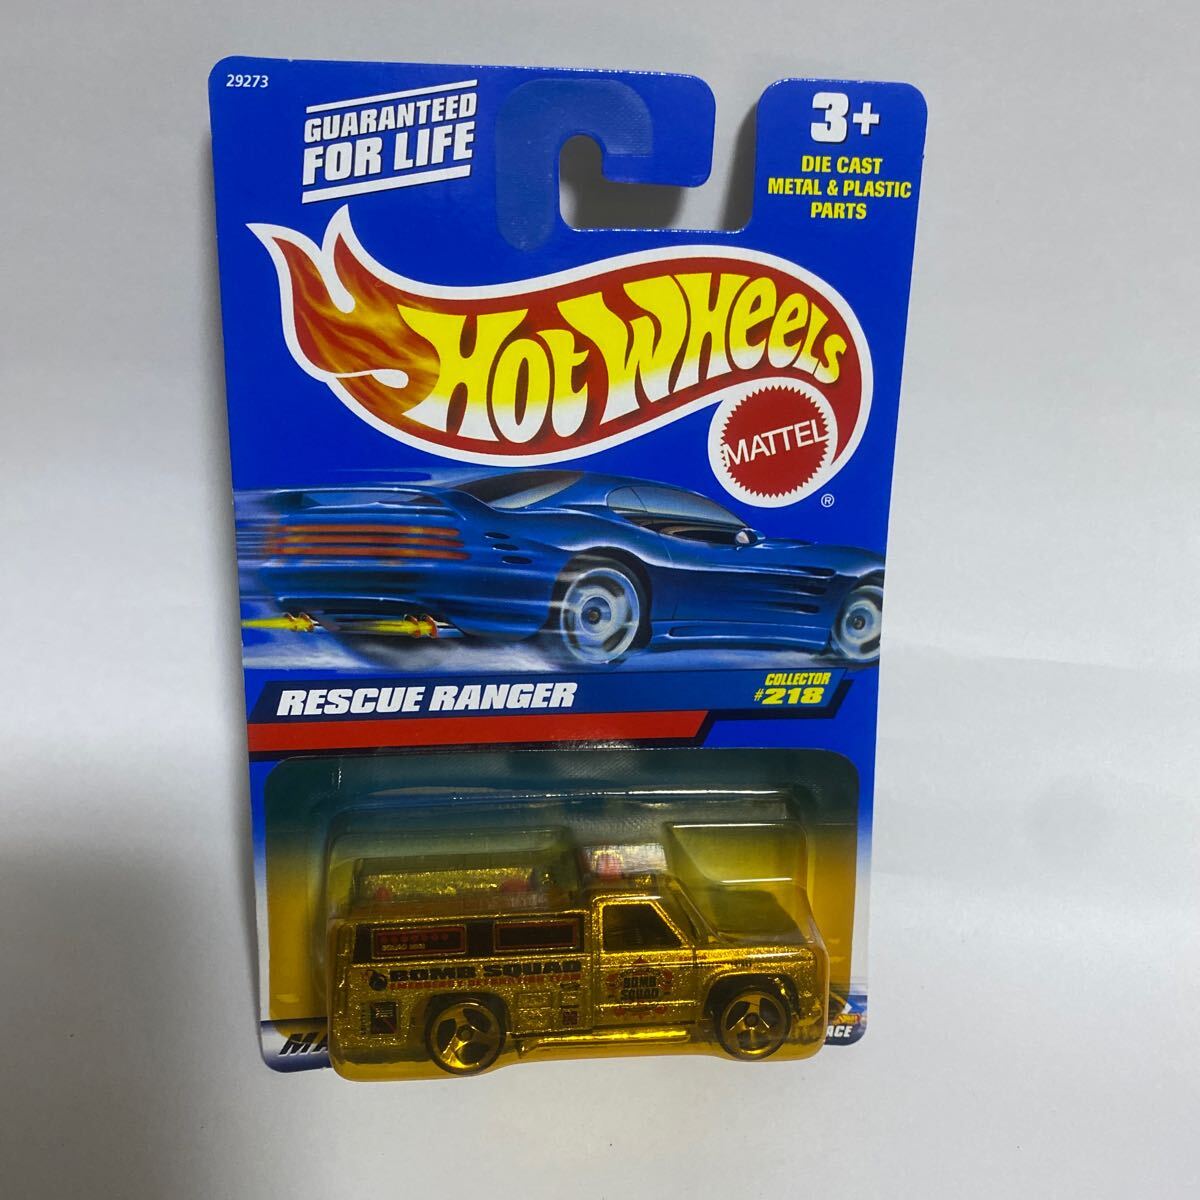 29273
GUARANTEED
FOR LIFE
3+
DIE CAST
METAL & PLASTIC
PARTS
HOT WHEELS
MATTEL
®
RESCUE RANGER
COLLECTOR
#218
BOMB SQUAD
BOMB
SQUAD